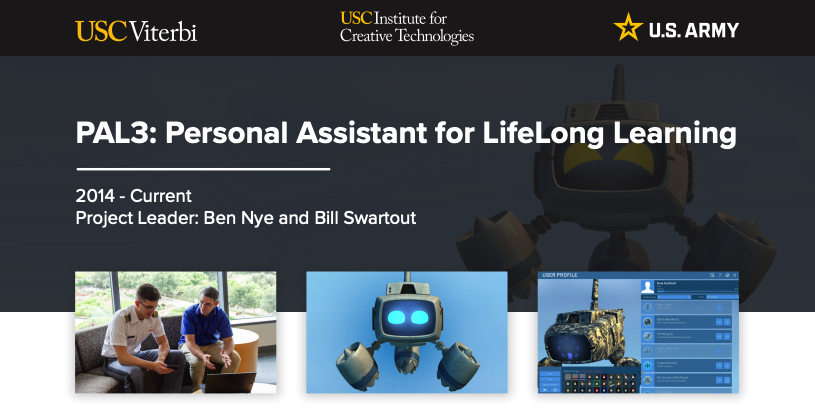 USC Viterbi
USC Institute for
Creative Technologies
U.S. ARMY
PAL3: Personal Assistant for LifeLong Learning
2014 - Current
Project Leader: Ben Nye and Bill Swartout
USER PROFILE